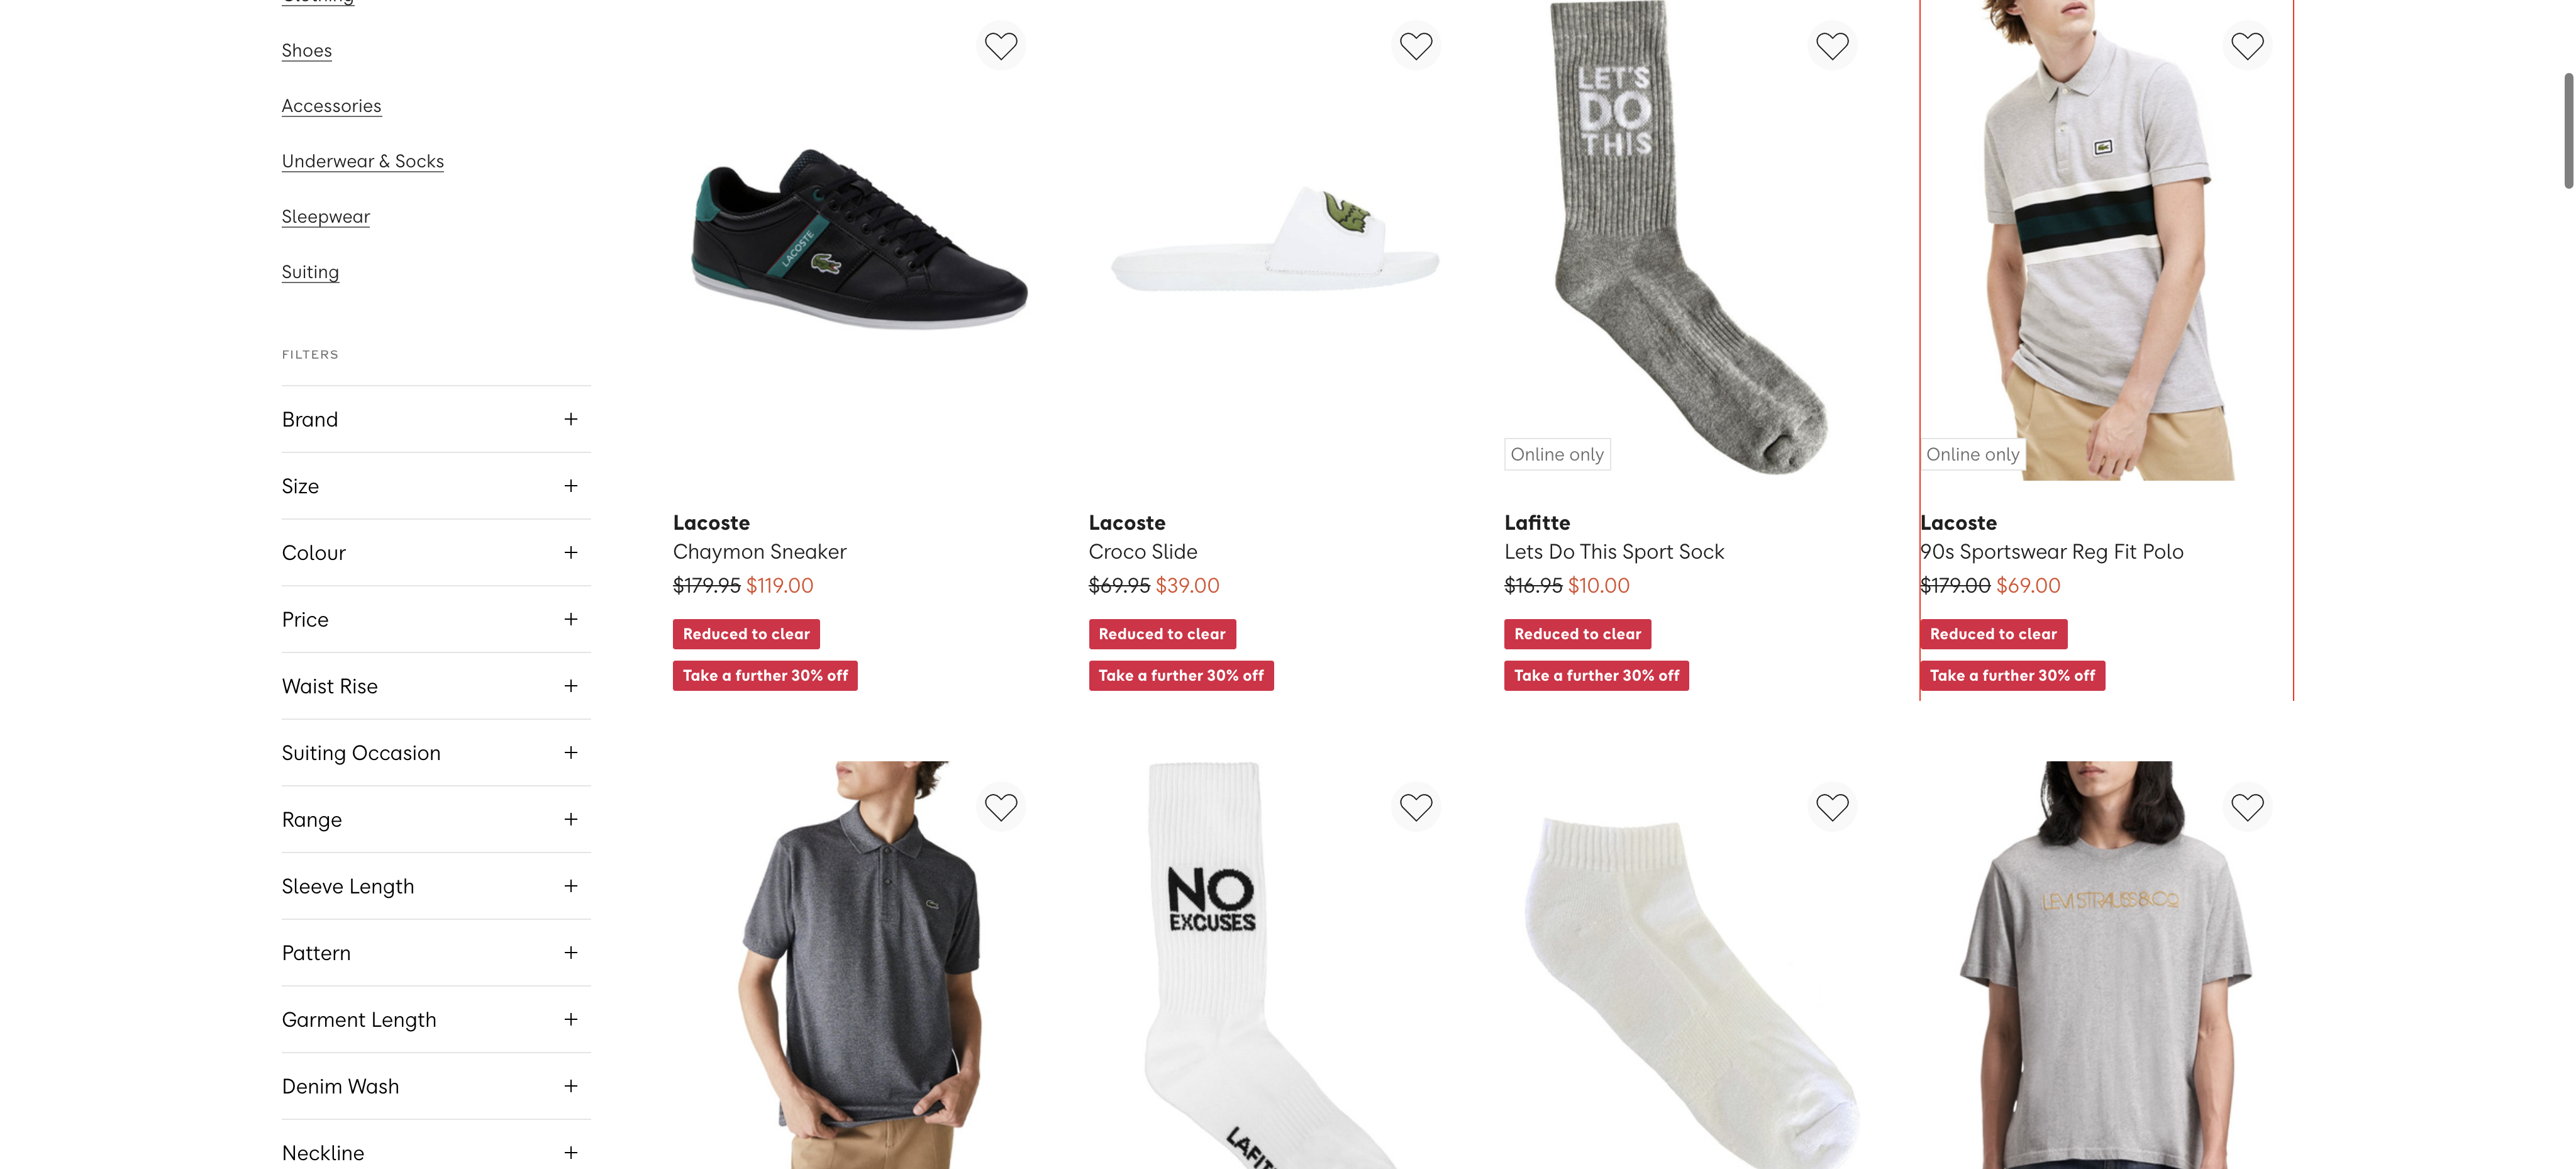 Clothing
Shoes
Accessories
Underwear & Socks
Sleepwear
Suiting
FILTERS
Brand
Size
Colour
Price
Waist Rise
Suiting Occasion
Range
Sleeve Length
Pattern
Garment Length
Denim Wash
Neckline
LACOSTE
Lacoste
Chaymon Sneaker
$179.95 $119.00
Reduced to clear
Take a further 30% off
Lacoste
Croco Slide
$69.95 $39.00
Reduced to clear
Take a further 30% off
LET'S
DO
THIS
Online only
Lafitte
Lets Do This Sport Sock
$16.95 $10.00
Reduced to clear
Take a further 30% off
Online only
Lacoste
90s Sportswear Reg Fit Polo
$179.00 $69.00
Reduced to clear
Take a further 30% off
NO
EXCUSES
LAFIT
LEVI STRAUSS & CO